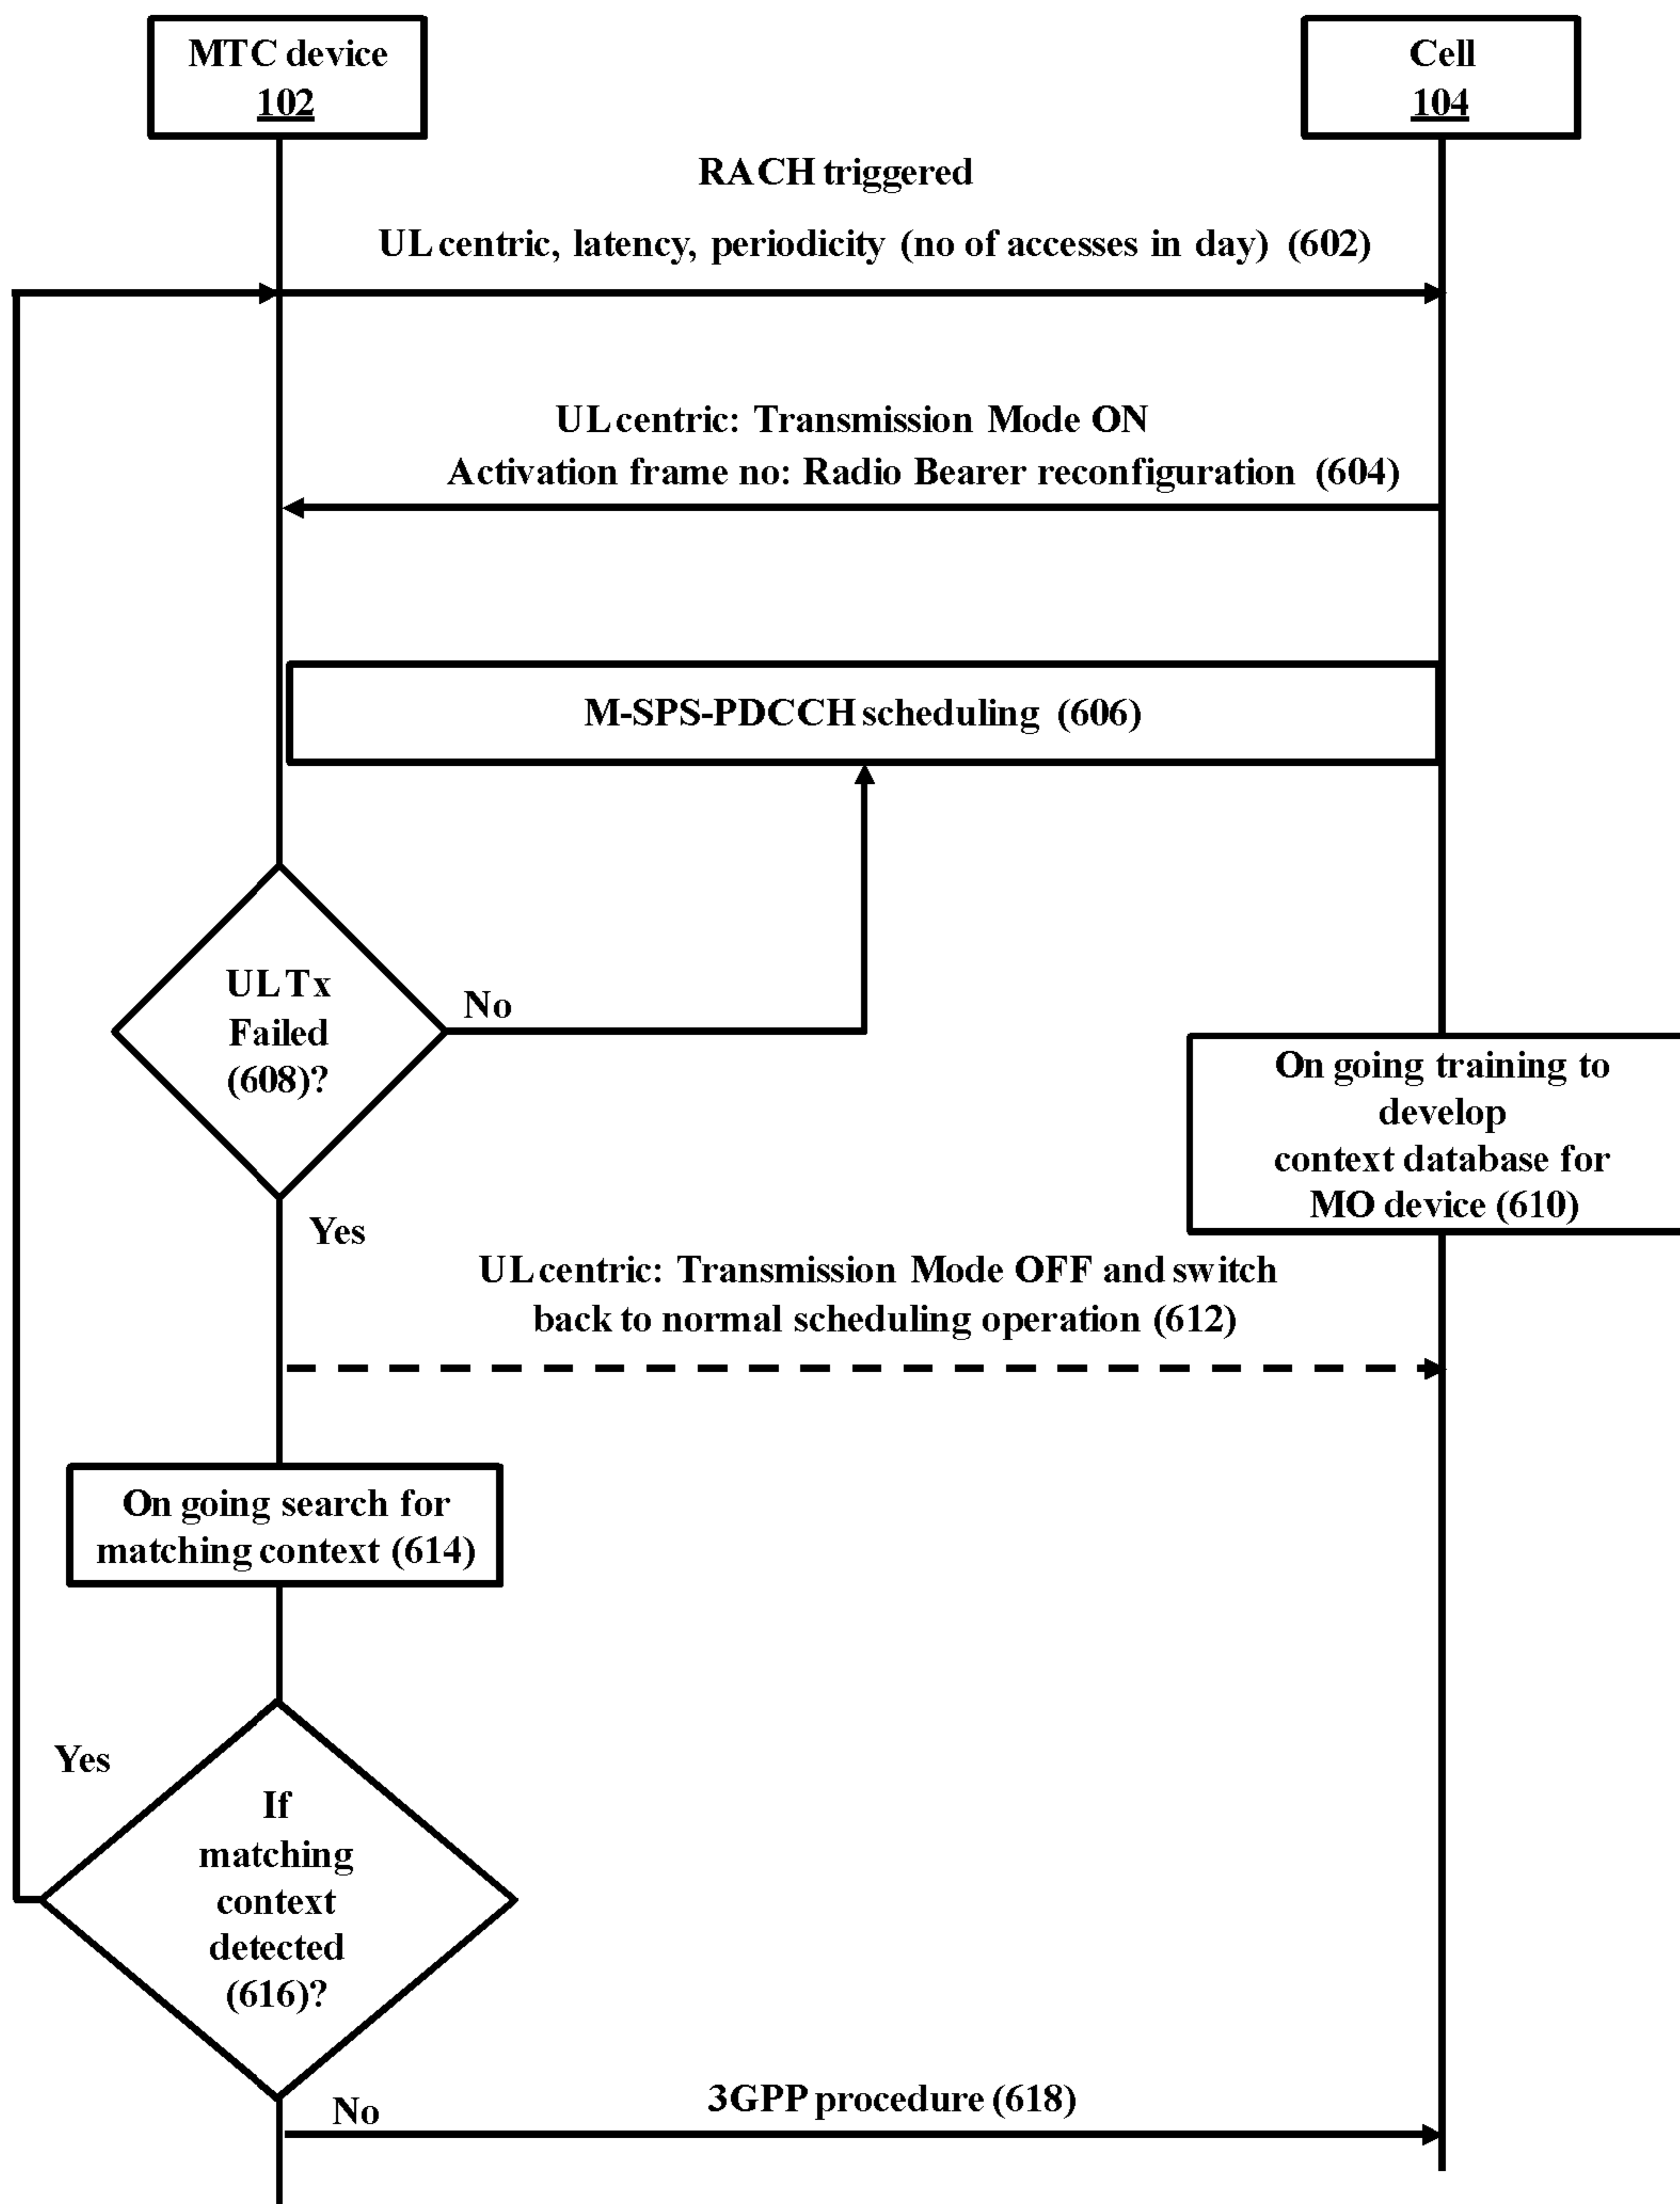 MTC device
102
Cell
104
RACH triggered
UL centric, latency, periodicity (no of accesses in day) (602)
UL centric: Transmission Mode ON
Activation frame no: Radio Bearer reconfiguration (604)
M-SPS-PDCCH scheduling (606)
UL Tx
Failed
(608)?
No
Yes
On going training to
develop
context database for
MO device (610)
UL centric: Transmission Mode OFF and switch
back to normal scheduling operation (612)
On going search for
matching context (614)
Yes
If
matching
context
detected
(616)?
No
3GPP procedure (618)